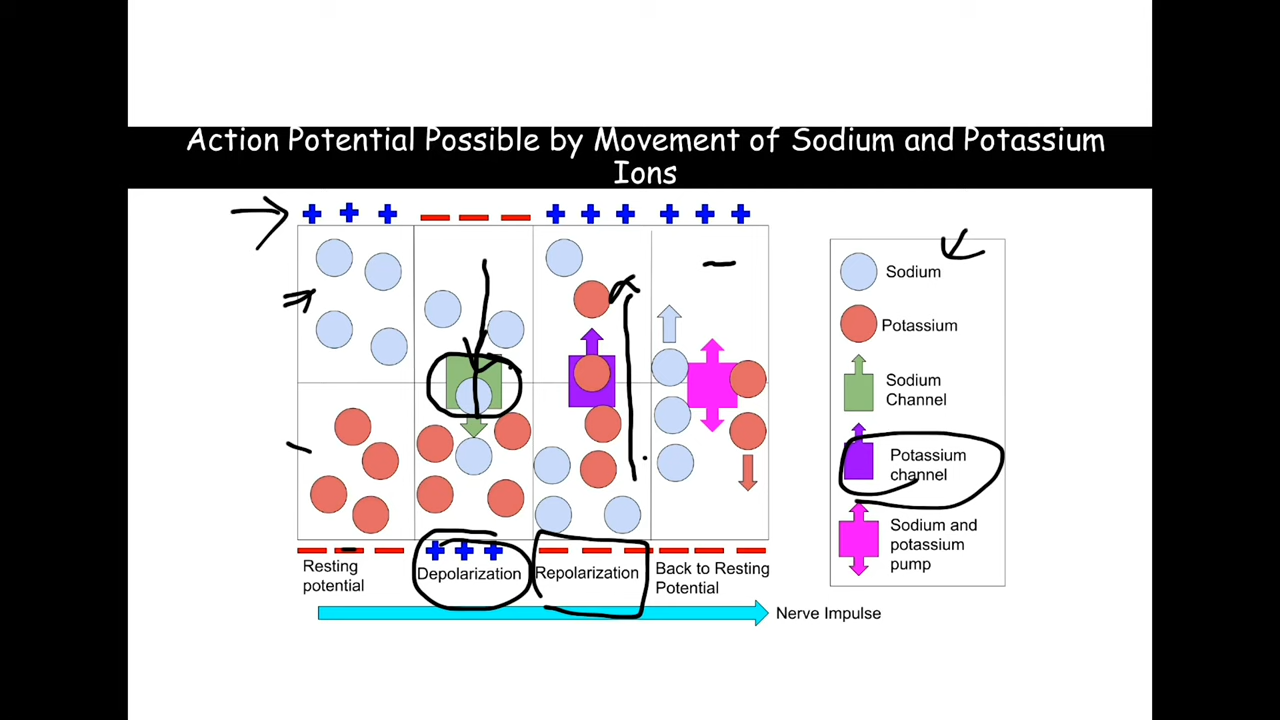 Action Potential Possible by Movement of Sodium and Potassium
Ions
Sodium
Potassium
Sodium
Channel
Potassium
channel
Sodium and
potassium
pump
Resting
potential
Depolarization
Repolarization
Back to Resting
Potential
Nerve Impulse